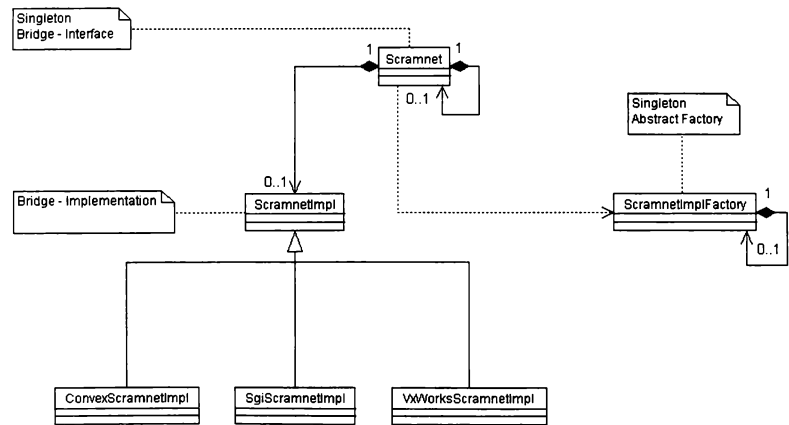 Singleton
Bridge - Interface
1
Scramnet
1
0..1
Singleton
Abstract Factory
0..1
Bridge - Implementation
ScramnetImpl
ScramnetImplFactory
1
0..1
ConvexScramnetImpl
SgiScramnetImpl
VxWorksScramnetImpl